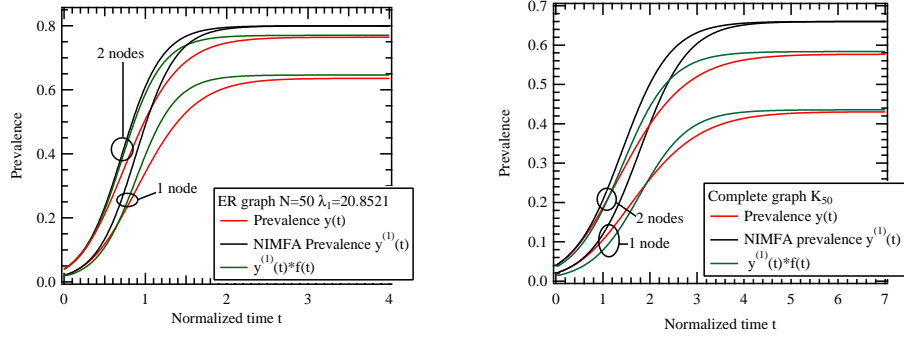 0.8
0.6
0.4
0.2
0.0
Prevalence
0
1
2
3
4
Normalized time t
2 nodes
1 node
ER graph N=50 λ₁=20.8521
Prevalence y(t)
NIMFA Prevalence y⁽¹⁾(t)
y⁽¹⁾(t)*f(t)
0.7
0.6
0.5
0.4
0.3
0.2
0.1
0.0
Prevalence
0
1
2
3
4
5
6
7
Normalized time t
2 nodes
1 node
Complete graph K₅₀
Prevalence y(t)
NIMFA Prevalence y⁽¹⁾(t)
y⁽¹⁾(t)*f(t)